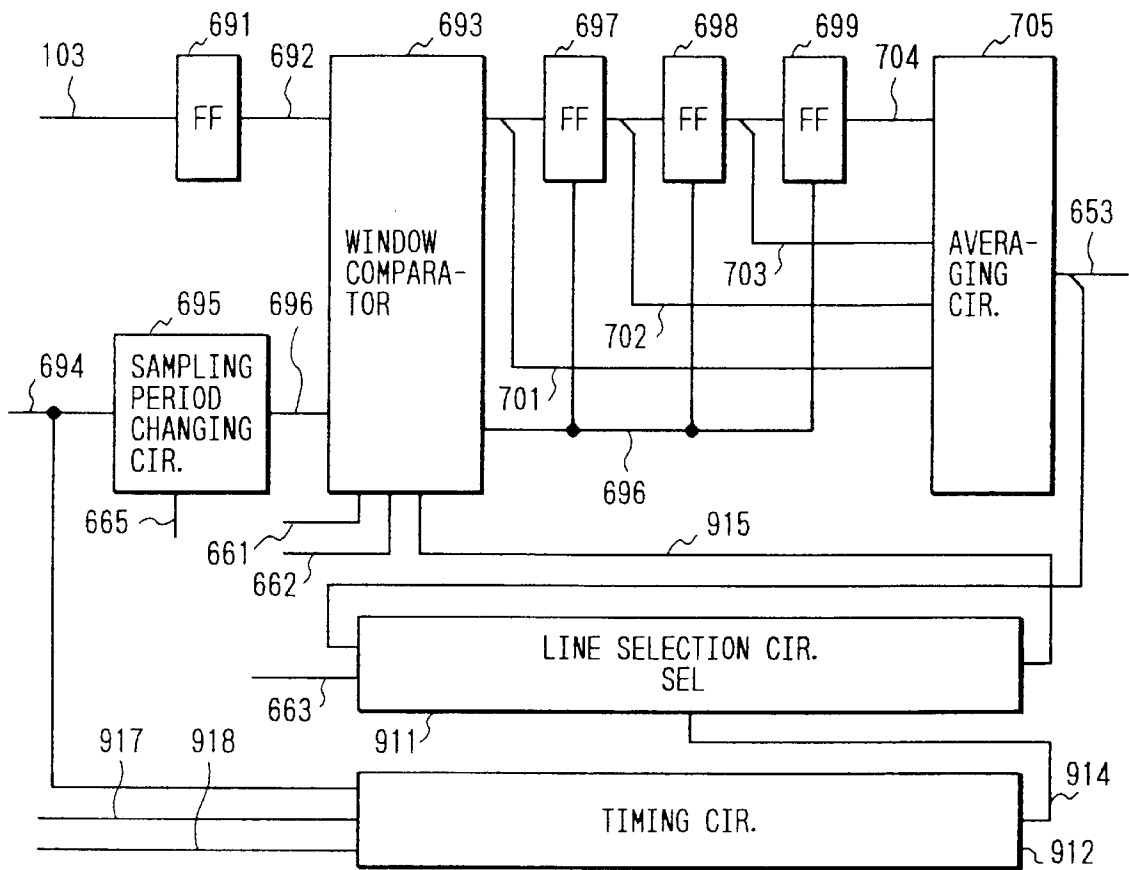 691
693
697
698
699
705
103
692
704
FF
FF
FF
FF
653
WINDOW
COMPARA-
TOR
AVERA-
GING
CIR.
703
695
696
702
694
SAMPLING
PERIOD
CHANGING
CIR.
701
696
665
661
915
662
LINE SELECTION CIR.
SEL
663
911
917
918
914
TIMING CIR.
912